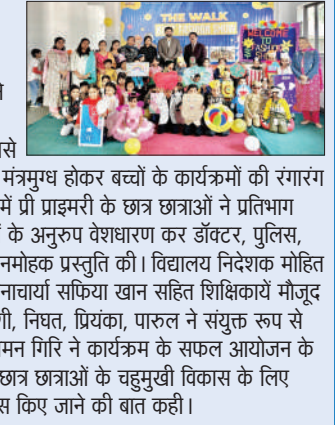 THE WALK
WELCOME
TO
FASHION
SHOW
से
मंत्रमुग्ध होकर बच्चों के कार्यक्रमों की रंगारंग
में प्री प्राइमरी के छात्र छात्राओं ने प्रतिभाग
के अनुरुप वेशधारण कर डॉक्टर, पुलिस,
नमोहक प्रस्तुति की। विद्यालय निदेशक मोहित
नाचार्या सफिया खान सहित शिक्षिकायें मौजूद
गी, निघत, प्रियंका, पारुल ने संयुक्त रूप से
मन गिरि ने कार्यक्रम के सफल आयोजन के
छात्र छात्राओं के चहुमुखी विकास के लिए
स किए जाने की बात कही।